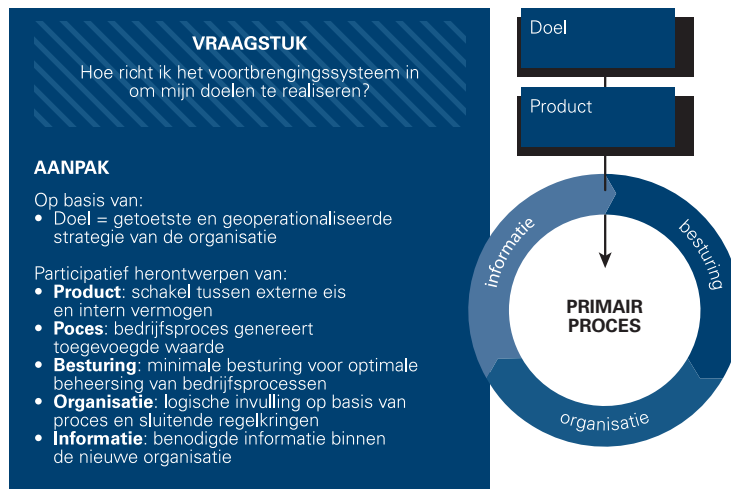 VRAAGSTUK
Hoe richt ik het voortbrengingssysteem in
om mijn doelen te realiseren?
AANPAK
Op basis van:
• Doel = getoetste en geoperationaliseerde
strategie van de organisatie
Participatief herontwerpen van:
• Product: schakel tussen externe eis
en intern vermogen
• Poces: bedrijfsproces genereert
toegevoegde waarde
• Besturing: minimale besturing voor optimale
beheersing van bedrijfsprocessen
• Organisatie: logische invulling op basis van
proces en sluitende regelkringen
• Informatie: benodigde informatie binnen
de nieuwe organisatie
Doel
Product
informatie
besturing
PRIMAIR
PROCES
organisatie